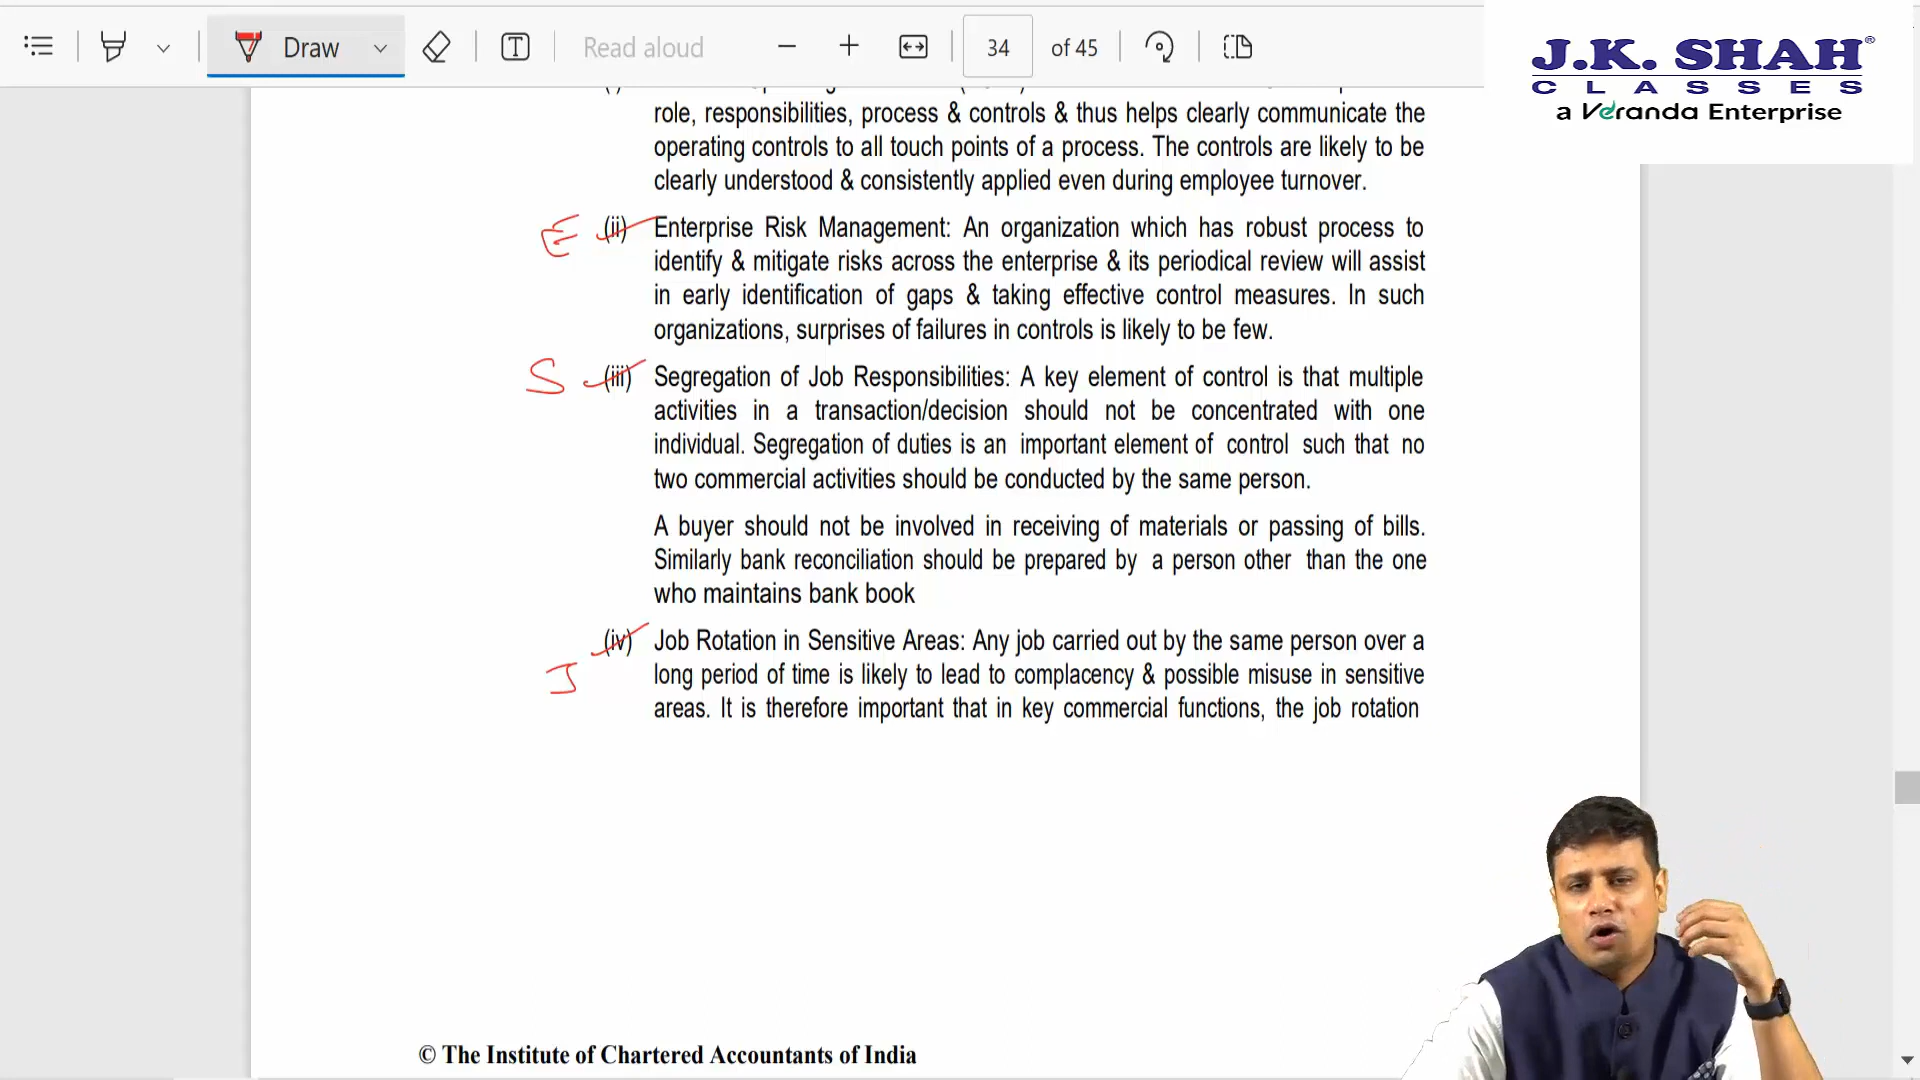 Draw
Read aloud
34
of 45
J.K. SHAH®
CLASSES
a Veranda Enterprise
role, responsibilities, process & controls & thus helps clearly communicate the
operating controls to all touch points of a process. The controls are likely to be
clearly understood & consistently applied even during employee turnover.
E (ii) Enterprise Risk Management: An organization which has robust process to
identify & mitigate risks across the enterprise & its periodical review will assist
in early identification of gaps & taking effective control measures. In such
organizations, surprises of failures in controls is likely to be few.
S (iii) Segregation of Job Responsibilities: A key element of control is that multiple
activities in a transaction/decision should not be concentrated with one
individual. Segregation of duties is an important element of control such that no
two commercial activities should be conducted by the same person.
A buyer should not be involved in receiving of materials or passing of bills.
Similarly bank reconciliation should be prepared by a person other than the one
who maintains bank book
(iv) Job Rotation in Sensitive Areas: Any job carried out by the same person over a
J long period of time is likely to lead to complacency & possible misuse in sensitive
areas. It is therefore important that in key commercial functions, the job rotation
© The Institute of Chartered Accountants of India